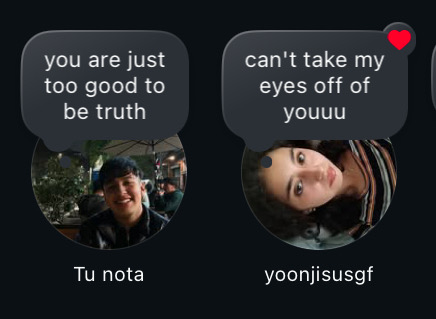 you are just
too good to
be truth
can't take my
eyes off of
youuu
Tu nota
yoonjisusgf